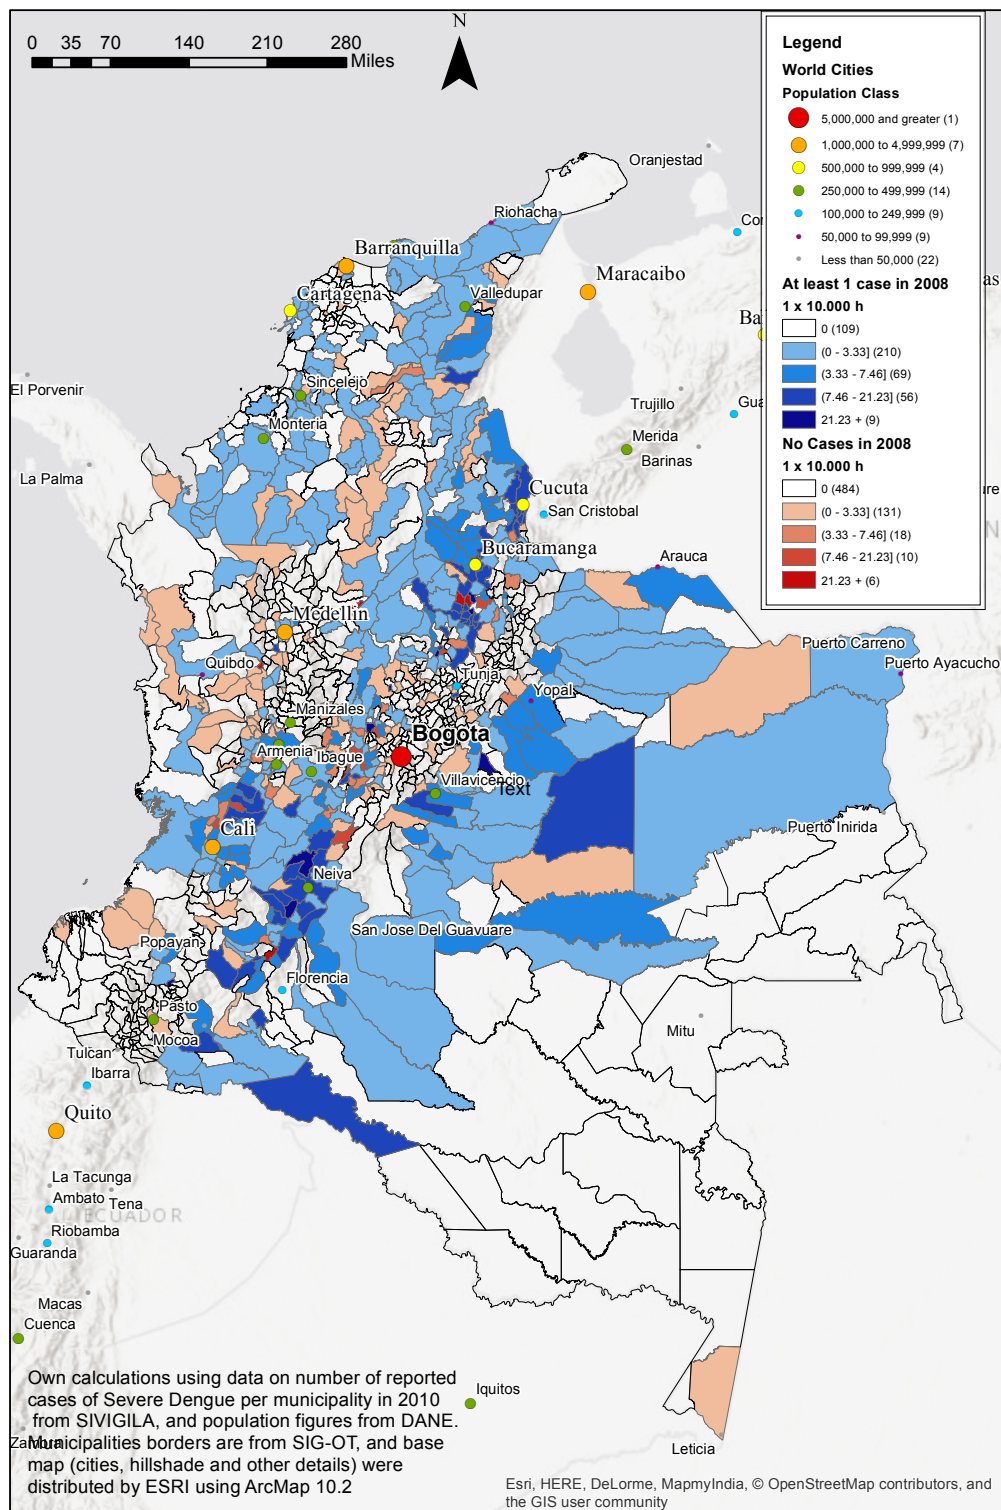 N
0 35 70 140 210 280
Miles
Legend
World Cities
Population Class
5,000,000 and greater (1)
1,000,000 to 4,999,999 (7)
500,000 to 999,999 (4)
250,000 to 499,999 (14)
100,000 to 249,999 (9)
50,000 to 99,999 (9)
Less than 50,000 (22)
At least 1 case in 2008
1 x 10.000 h
0 (109)
(0 - 3.33] (210)
(3.33 - 7.46] (69)
(7.46 - 21.23] (56)
21.23 + (9)
No Cases in 2008
1 x 10.000 h
0 (484)
(0 - 3.33] (131)
(3.33 - 7.46] (18)
(7.46 - 21.23] (10)
21.23 + (6)
Oranjestad
Riohacha
Barranquilla
Maracaibo
Cartagena
Valledupar
El Porvenir
Sincelejo
Trujillo
Monteria
Merida
Barinas
La Palma
Cucuta
San Cristobal
Bucaramanga
Arauca
Medellin
Puerto Carreno
Puerto Ayacucho
Quibdo
Tunja
Yopal
Manizales
Bogota
Armenia
Ibague
Villavicencio
Text
Puerto Inirida
Cali
Neiva
San Jose Del Guavuare
Popayan
Florencia
Pasto
Mitu
Mocoa
Tulcan
Ibarra
Quito
La Tacunga
Ambato
Tena
ECUADOR
Riobamba
Guaranda
Macas
Cuenca
Iquitos
Leticia
Own calculations using data on number of reported
cases of Severe Dengue per municipality in 2010
from SIVIGILA, and population figures from DANE.
Municipalities borders are from SIG-OT, and base
map (cities, hillshade and other details) were
distributed by ESRI using ArcMap 10.2
Esri, HERE, DeLorme, MapmyIndia, © OpenStreetMap contributors, and
the GIS user community